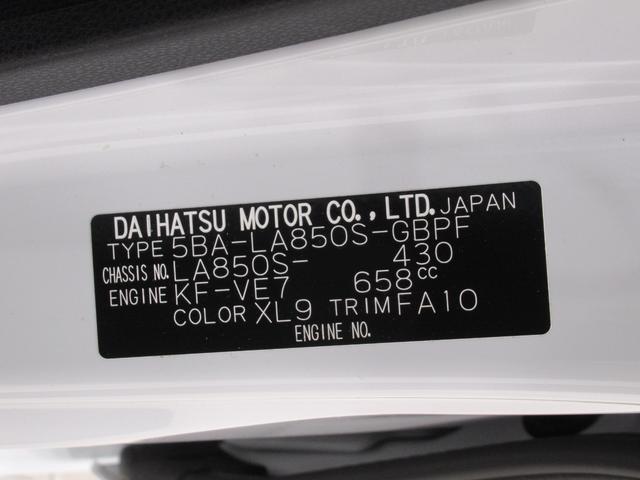 DAIHATSU MOTOR CO., LTD. JAPAN
TYPE 5BA-LA850S-GBPF
CHASSIS NO. LA850S- 430
ENGINE KF-VE7 658cc
COLOR XL9 TRIM FA10
ENGINE NO.